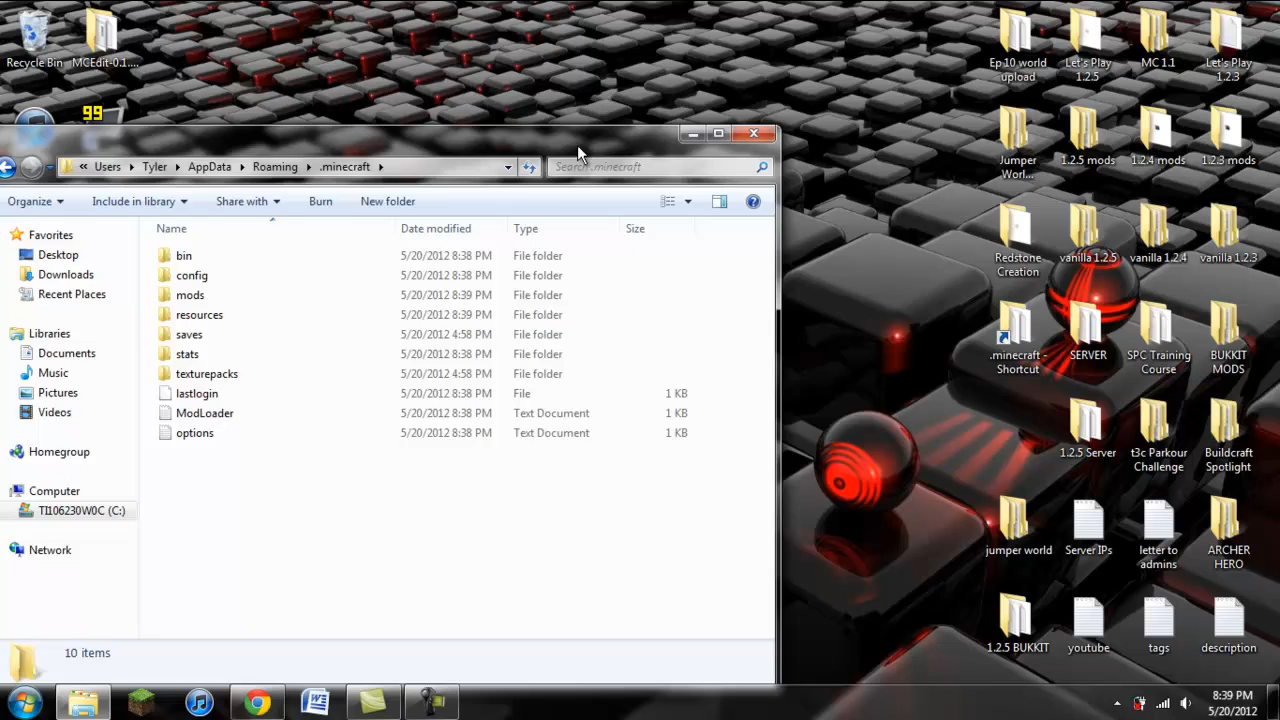 Recycle Bin
MCEdit-0.1....
99
Ep 10 world upload
Let's Play 1.2.5
MC 1.1
Let's Play 1.2.3
« Users ▸ Tyler ▸ AppData ▸ Roaming ▸ .minecraft ▸
Search .minecraft
Jumper Worl...
1.2.5 mods
1.2.4 mods
1.2.3 mods
Organize
Include in library
Share with
Burn
New folder
Name
Date modified
Type
Size
Favorites
Desktop
Downloads
Recent Places
Libraries
Documents
Music
Pictures
Videos
Homegroup
Computer
TI106230W0C (C:)
Network
bin 5/20/2012 8:38 PM File folder
config 5/20/2012 8:38 PM File folder
mods 5/20/2012 8:39 PM File folder
resources 5/20/2012 8:39 PM File folder
saves 5/20/2012 4:58 PM File folder
stats 5/20/2012 8:38 PM File folder
texturepacks 5/20/2012 4:58 PM File folder
lastlogin 5/20/2012 8:38 PM File 1 KB
ModLoader 5/20/2012 8:38 PM Text Document 1 KB
options 5/20/2012 8:38 PM Text Document 1 KB
Redstone Creation
vanilla 1.2.5
vanilla 1.2.4
vanilla 1.2.3
.minecraft - Shortcut
SERVER
SPC Training Course
BUKKIT MODS
1.2.5 Server
t3c Parkour Challenge
Buildcraft Spotlight
jumper world
Server IPs
letter to admins
ARCHER HERO
1.2.5 BUKKIT
youtube
tags
description
10 items
8:39 PM
5/20/2012